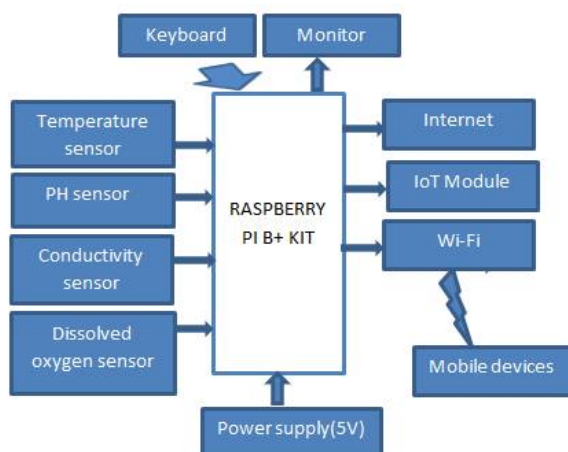 Keyboard
Monitor
Temperature
sensor
PH sensor
Conductivity
sensor
Dissolved
oxygen sensor
RASPBERRY
PI B+ KIT
Internet
IoT Module
Wi-Fi
Mobile devices
Power supply(5V)